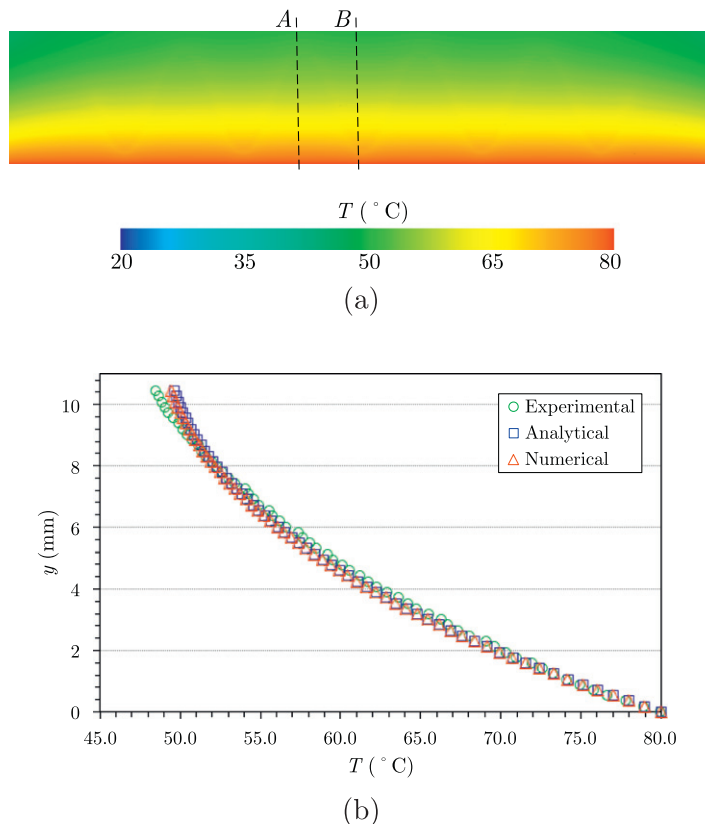 A B
T (°C)
20 35 50 65 80
(a)
10
8
6
4
2
0
y (mm)
Experimental
Analytical
Numerical
45.0 50.0 55.0 60.0 65.0 70.0 75.0 80.0
T (°C)
(b)